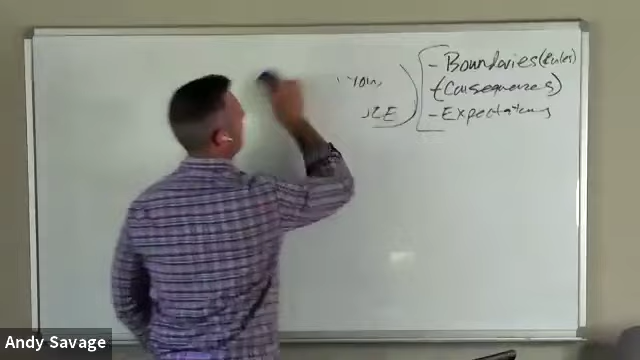 - Boundaries (Rules)
(Consequences)
- Expectations
Andy Savage